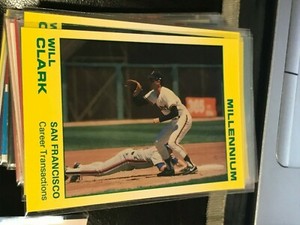 WILL
CLARK
SAN FRANCISCO
Career Transactions
MILLENNIUM